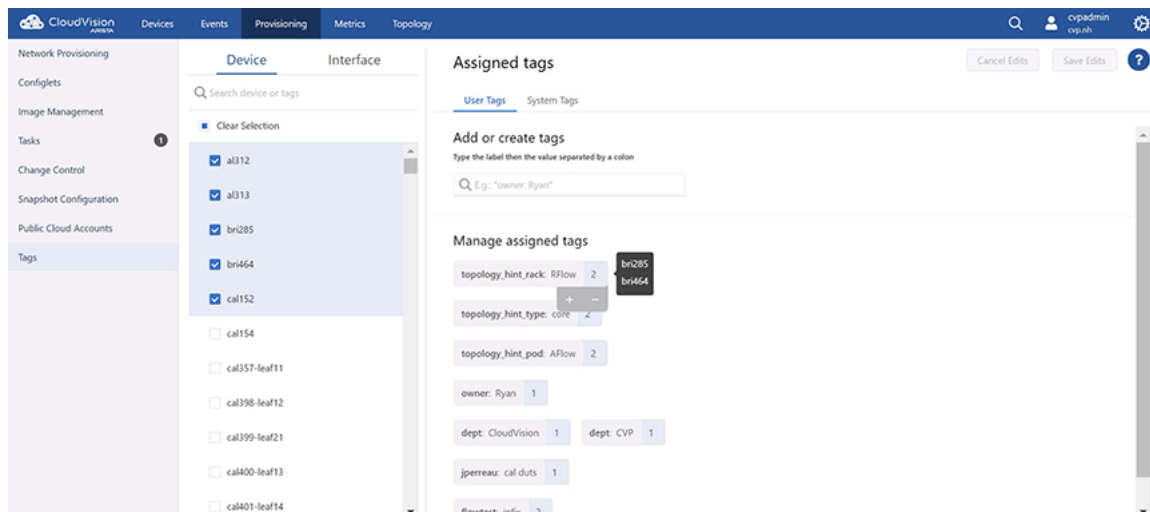 CloudVision
ARISTA
Devices
Events
Provisioning
Metrics
Topology
cvpadmin
cvp.nh
Network Provisioning
Configlets
Image Management
Tasks 1
Change Control
Snapshot Configuration
Public Cloud Accounts
Tags
Device Interface
Search device or tags
Clear Selection
al312
al313
bri285
bri464
cal152
cal154
cal357-leaf11
cal398-leaf12
cal399-leaf21
cal400-leaf13
cal401-leaf14
Assigned tags
Cancel Edits
Save Edits
?
User Tags System Tags
Add or create tags
Type the label then the value separated by a colon
E.g.: "owner: Ryan"
Manage assigned tags
topology_hint_rack: RFlow 2
bri285
bri464
+ −
topology_hint_type: core 2
topology_hint_pod: AFlow 2
owner: Ryan 1
dept: CloudVision 1 dept: CVP 1
jperreau: cal duts 1